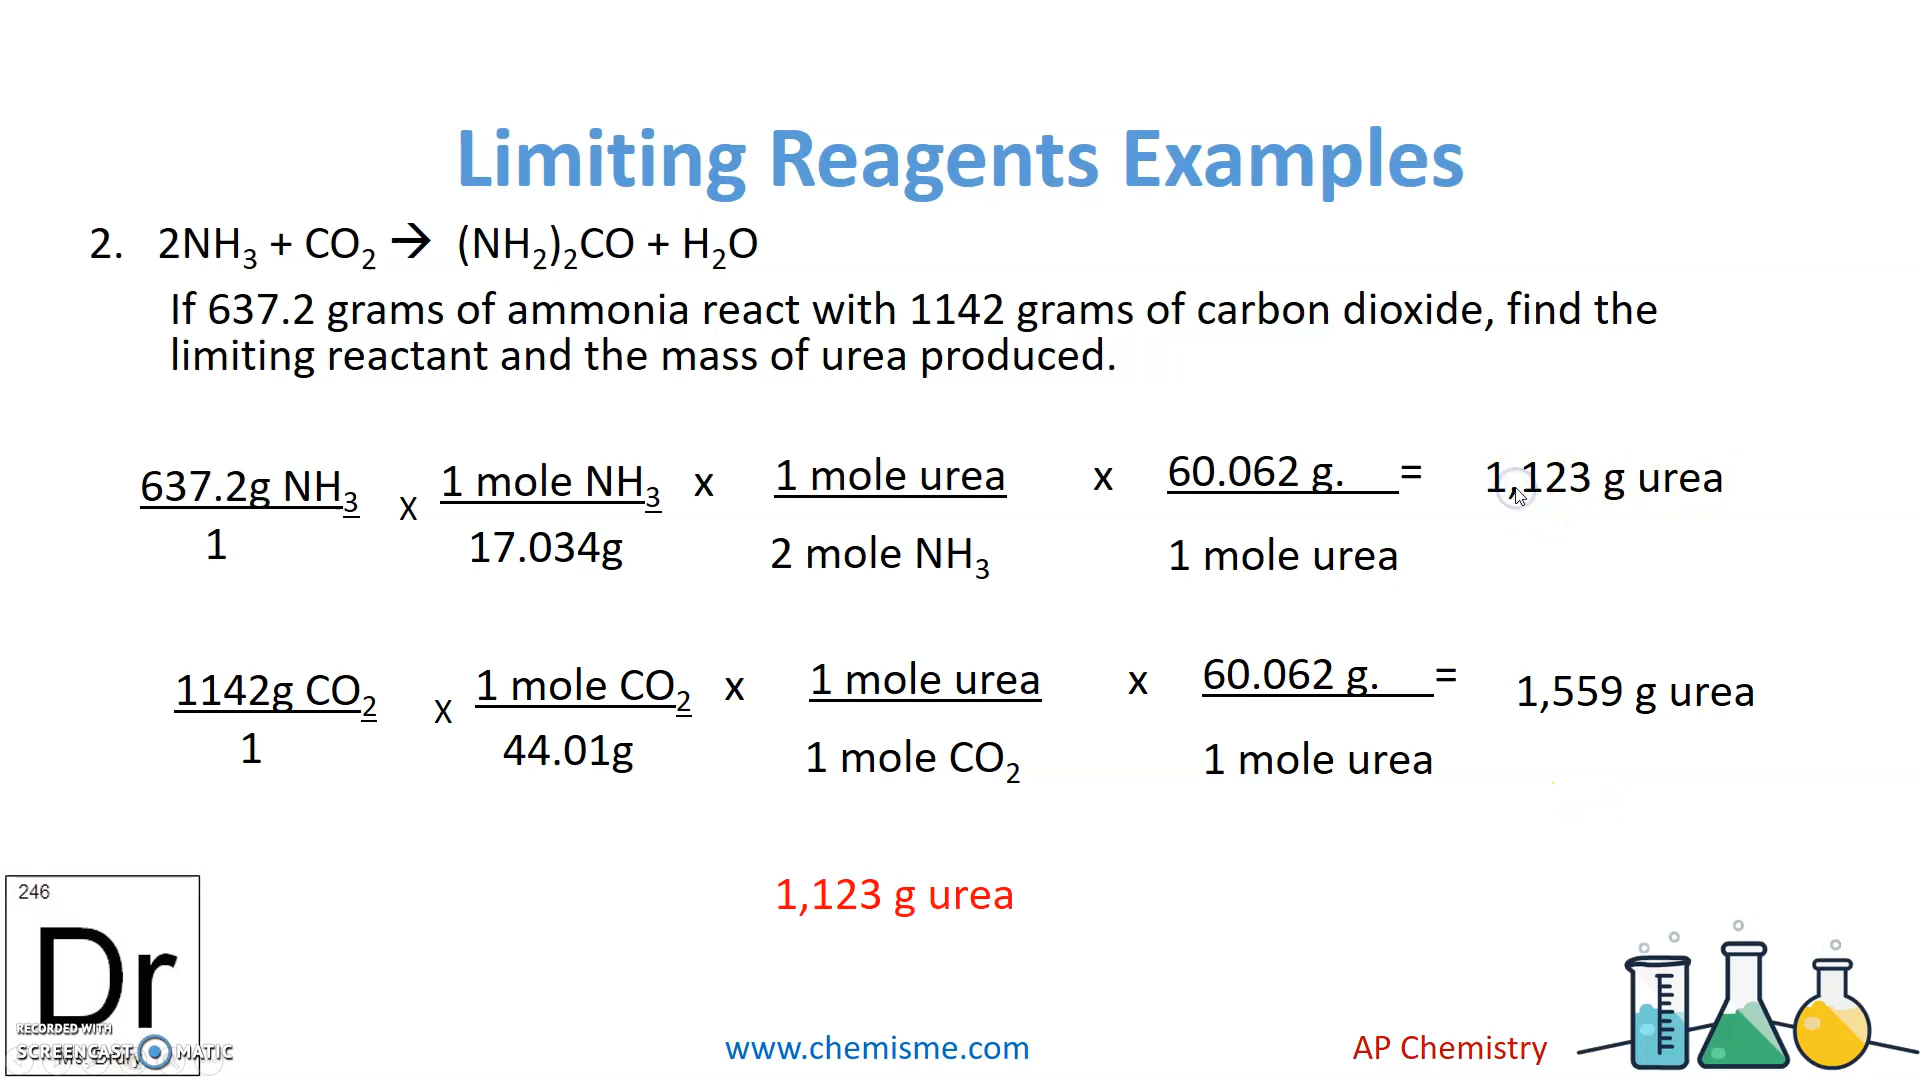 Limiting Reagents Examples
2. 2NH₃ + CO₂ → (NH₂)₂CO + H₂O
If 637.2 grams of ammonia react with 1142 grams of carbon dioxide, find the
limiting reactant and the mass of urea produced.
637.2g NH₃ x 1 mole NH₃ x 1 mole urea x 60.062 g. = 1,123 g urea
1 17.034g 2 mole NH₃ 1 mole urea
1142g CO₂ x 1 mole CO₂ x 1 mole urea x 60.062 g. = 1,559 g urea
1 44.01g 1 mole CO₂ 1 mole urea
1,123 g urea
246
Dr
RECORDED WITH
SCREENCAST MATIC
Ms. Drury
www.chemisme.com
AP Chemistry